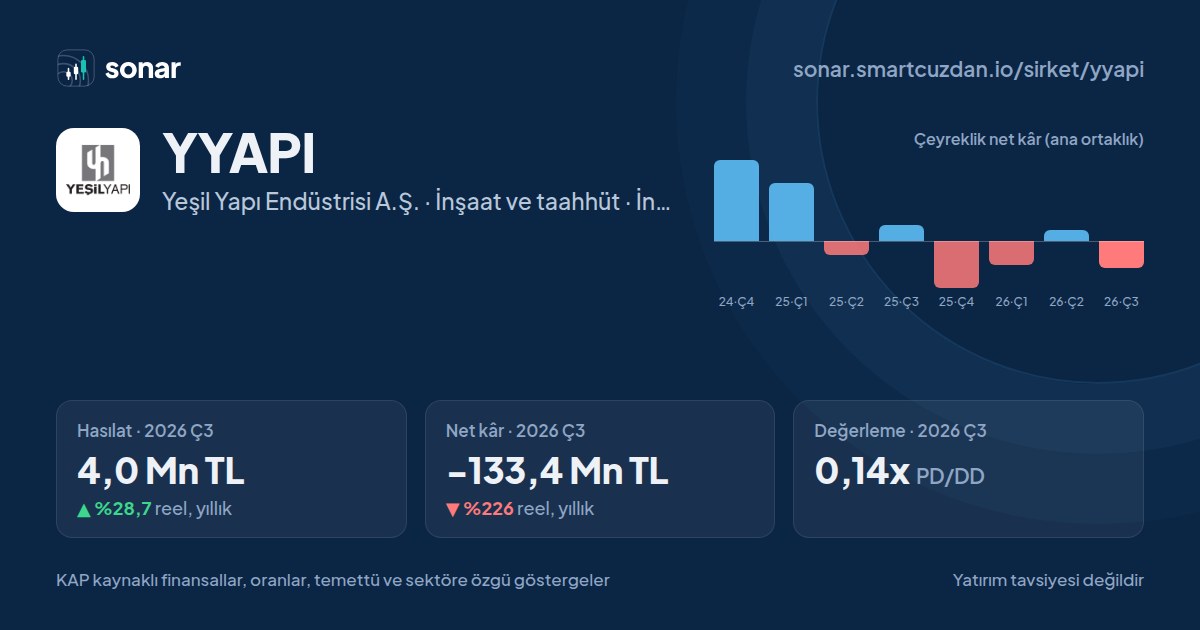 sonar
sonar.smartcuzdan.io/sirket/yyapi
YEŞİLYAPI
YYAPI
Yeşil Yapı Endüstrisi A.Ş. · İnşaat ve taahhüt · İn...
Çeyreklik net kâr (ana ortaklık)
24·Ç4 25·Ç1 25·Ç2 25·Ç3 25·Ç4 26·Ç1 26·Ç2 26·Ç3
Hasılat · 2026 Ç3
4,0 Mn TL
▲ %28,7 reel, yıllık
Net kâr · 2026 Ç3
−133,4 Mn TL
▼ %226 reel, yıllık
Değerleme · 2026 Ç3
0,14x PD/DD
KAP kaynaklı finansallar, oranlar, temettü ve sektöre özgü göstergeler
Yatırım tavsiyesi değildir